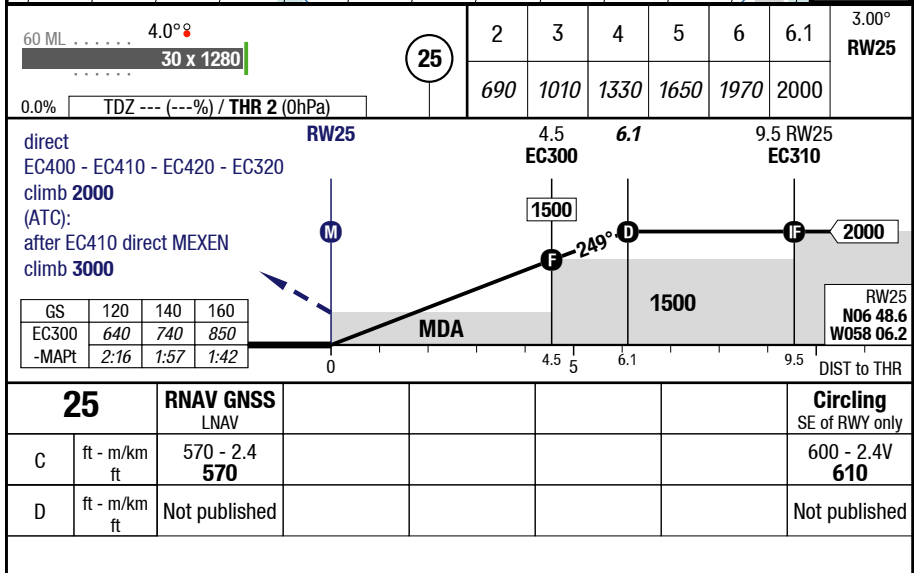 60 ML 4.0°
30 x 1280
0.0% TDZ --- (---%) / THR 2 (0hPa)
25
2 3 4 5 6 6.1 3.00° RW25
690 1010 1330 1650 1970 2000
direct
EC400 - EC410 - EC420 - EC320
climb 2000
(ATC):
after EC410 direct MEXEN
climb 3000
RW25
4.5
EC300
6.1
9.5 RW25
EC310
M
1500
F
249°
D
IF
2000
MDA
1500
RW25
N06 48.6
W058 06.2
GS 120 140 160
EC300 640 740 850
-MAPt 2:16 1:57 1:42
0 4.5 5 6.1 9.5 DIST to THR
25 RNAV GNSS Circling
LNAV SE of RWY only
C ft - m/km 570 - 2.4 600 - 2.4V
ft 570 610
D ft - m/km Not published Not published
ft